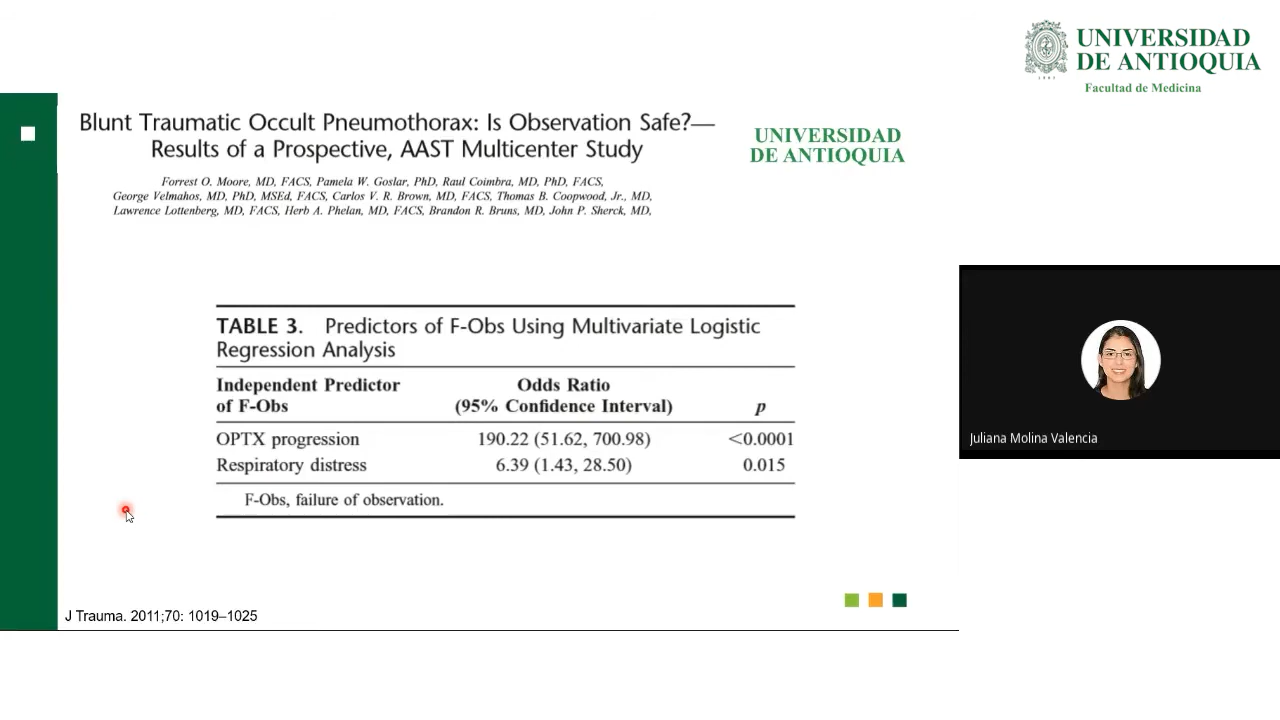 UNIVERSIDAD
DE ANTIOQUIA
1803
Facultad de Medicina
Blunt Traumatic Occult Pneumothorax: Is Observation Safe?—
Results of a Prospective, AAST Multicenter Study
UNIVERSIDAD
DE ANTIOQUIA
Forrest O. Moore, MD, FACS, Pamela W. Goslar, PhD, Raul Coimbra, MD, PhD, FACS,
George Velmahos, MD, PhD, MSEd, FACS, Carlos V. R. Brown, MD, FACS, Thomas B. Coopwood, Jr., MD,
Lawrence Lottenberg, MD, FACS, Herb A. Phelan, MD, FACS, Brandon R. Bruns, MD, John P. Sherck, MD,
TABLE 3. Predictors of F-Obs Using Multivariate Logistic
Regression Analysis
Independent Predictor Odds Ratio
of F-Obs (95% Confidence Interval) p
OPTX progression 190.22 (51.62, 700.98) <0.0001
Respiratory distress 6.39 (1.43, 28.50) 0.015
F-Obs, failure of observation.
Juliana Molina Valencia
J Trauma. 2011;70: 1019–1025